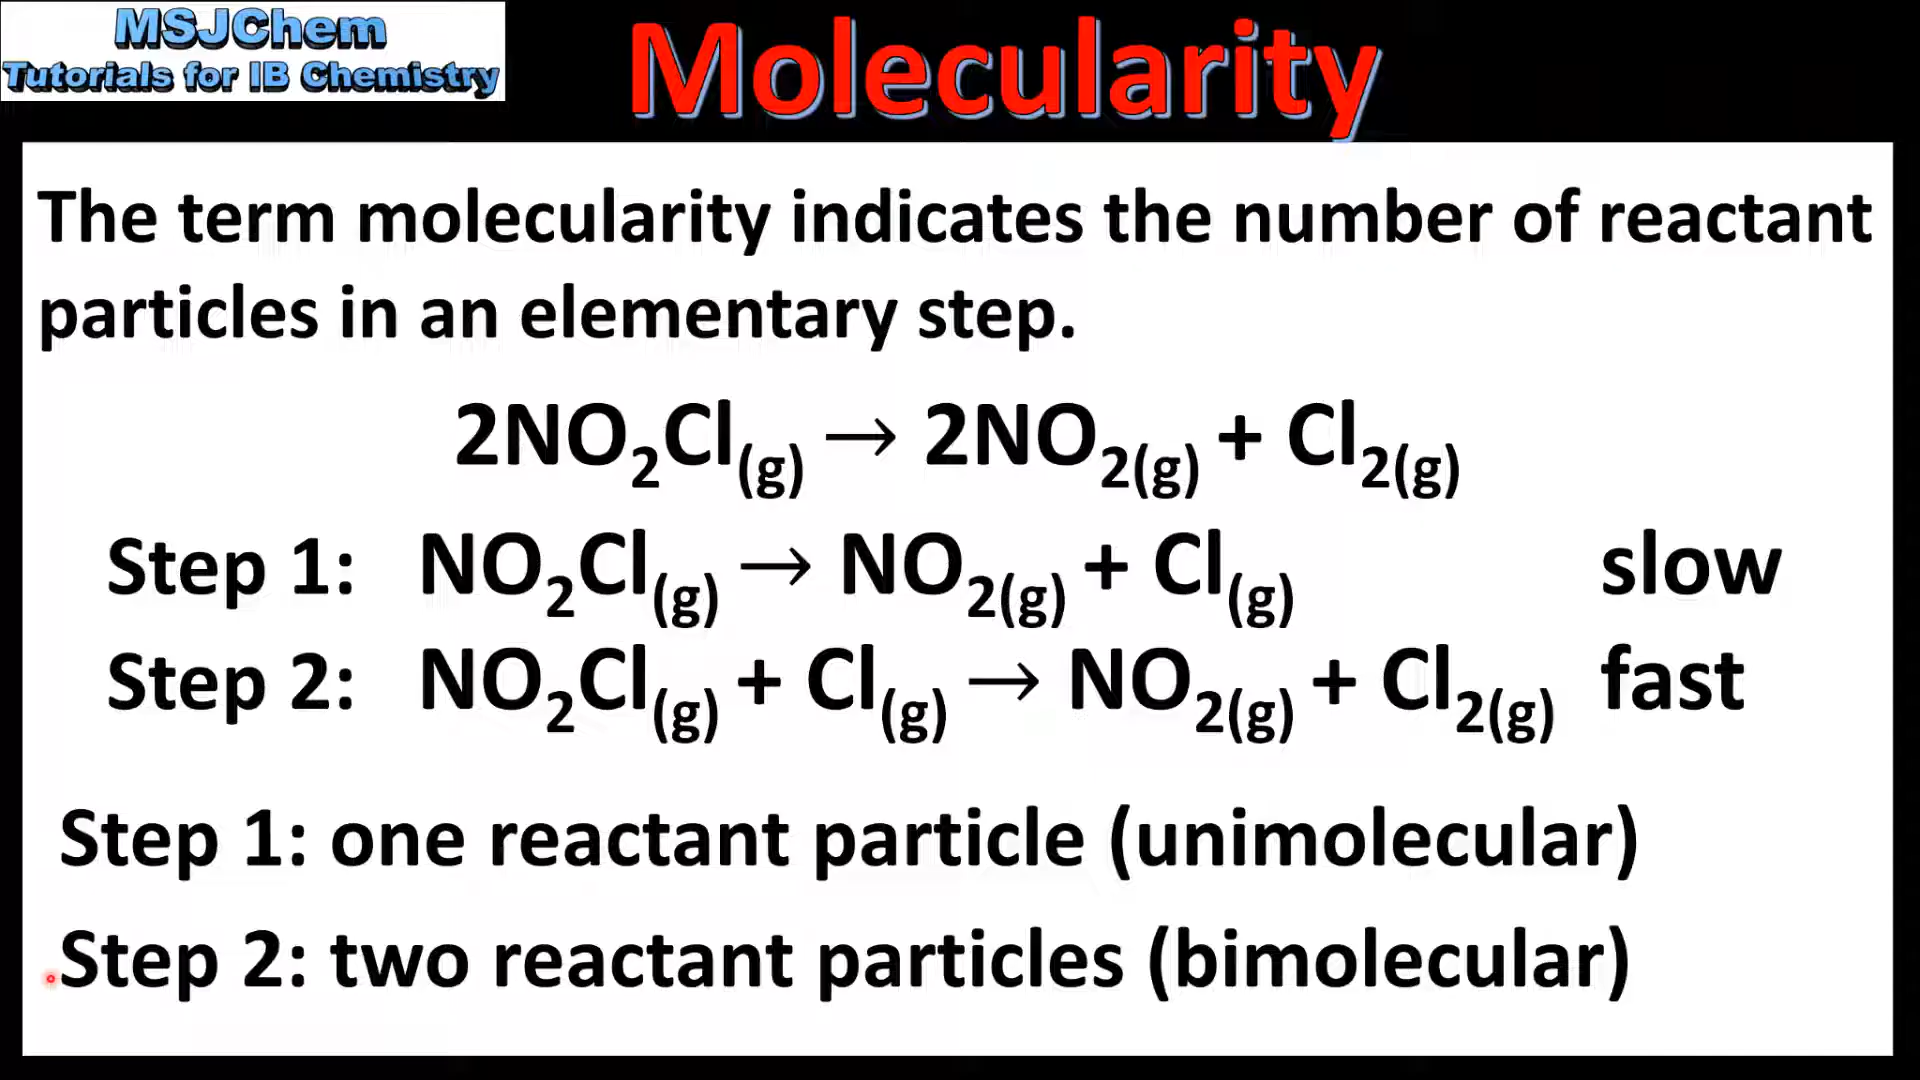 MSJChem
Tutorials for IB Chemistry
Molecularity
The term molecularity indicates the number of reactant
particles in an elementary step.
2NO₂Cl(g) → 2NO₂(g) + Cl₂(g)
Step 1: NO₂Cl(g) → NO₂(g) + Cl(g) slow
Step 2: NO₂Cl(g) + Cl(g) → NO₂(g) + Cl₂(g) fast
Step 1: one reactant particle (unimolecular)
Step 2: two reactant particles (bimolecular)